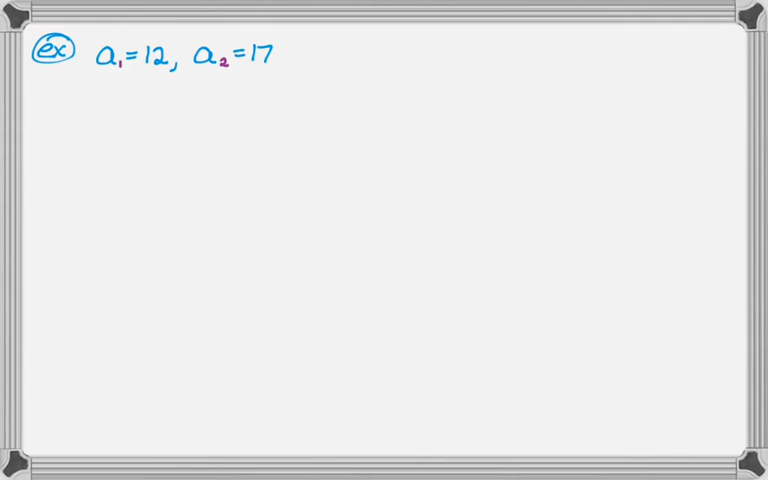 ex a₁ = 12, a₂ = 17